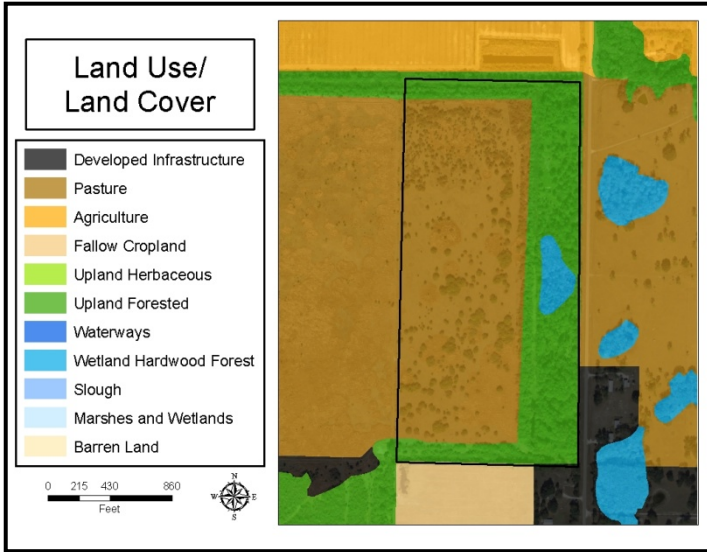 Land Use/
Land Cover
Developed Infrastructure
Pasture
Agriculture
Fallow Cropland
Upland Herbaceous
Upland Forested
Waterways
Wetland Hardwood Forest
Slough
Marshes and Wetlands
Barren Land
0 215 430 860
Feet
N
W E
S